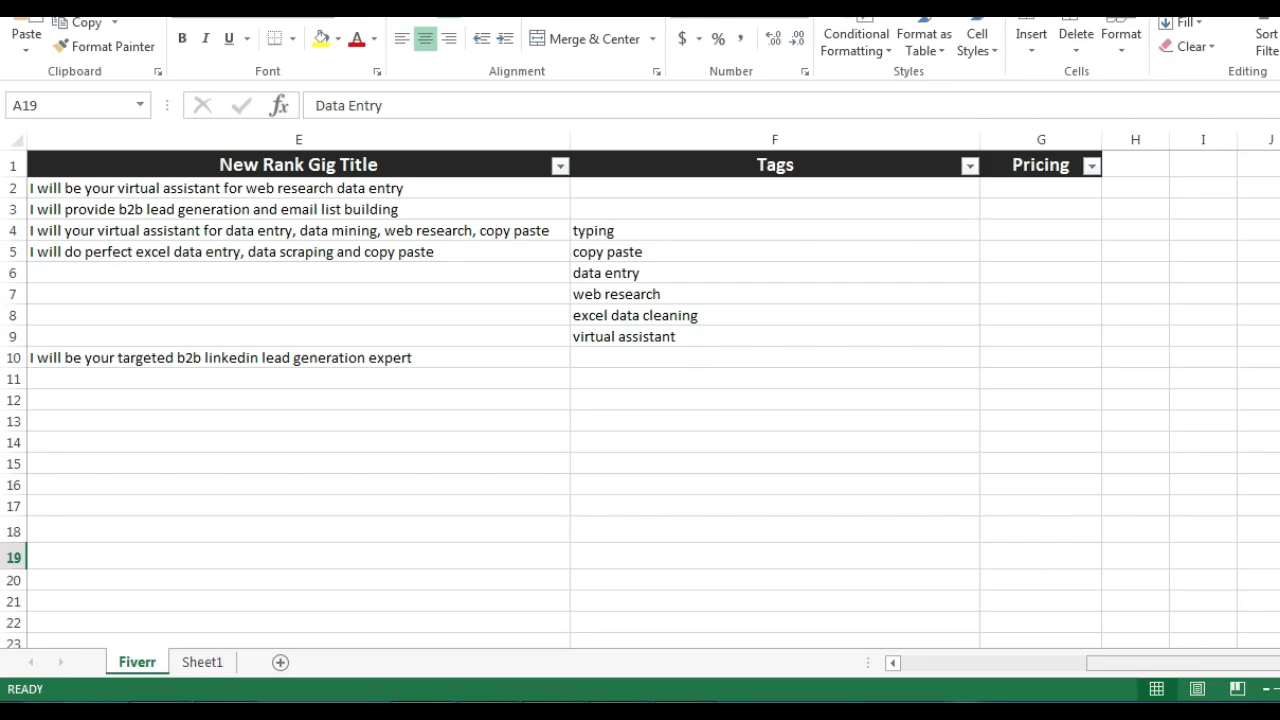 Copy
Fill
Paste
Format Painter
B I U A
Merge & Center
$ % ,
Conditional Formatting
Format as Table
Cell Styles
Insert
Delete
Format
Clear
Sort
Filte
Clipboard
Font
Alignment
Number
Styles
Cells
Editing
A19
fx
Data Entry
E F G H I J
1 New Rank Gig Title Tags Pricing
2 I will be your virtual assistant for web research data entry
3 I will provide b2b lead generation and email list building
4 I will your virtual assistant for data entry, data mining, web research, copy paste typing
5 I will do perfect excel data entry, data scraping and copy paste copy paste
6 data entry
7 web research
8 excel data cleaning
9 virtual assistant
10 I will be your targeted b2b linkedin lead generation expert
11
12
13
14
15
16
17
18
19
20
21
22
23
Fiverr Sheet1
READY